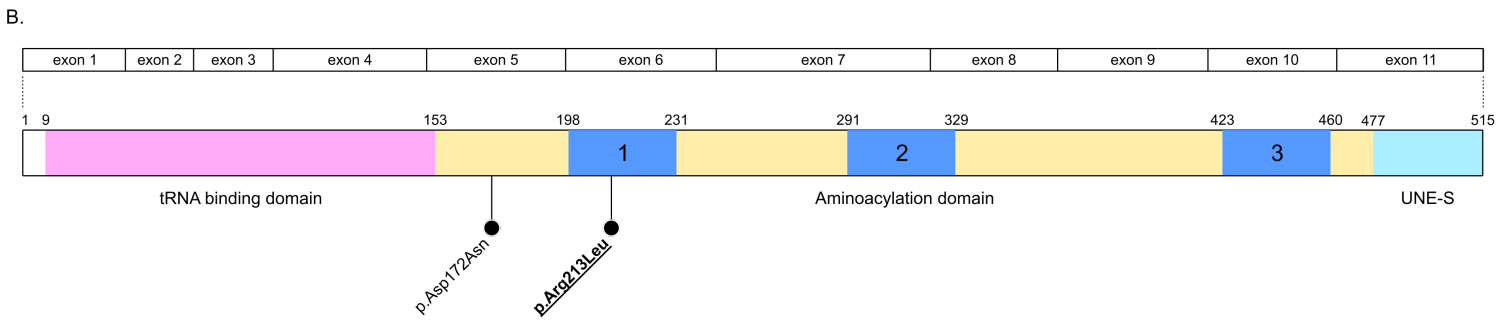 B.
exon 1 exon 2 exon 3 exon 4 exon 5 exon 6 exon 7 exon 8 exon 9 exon 10 exon 11
1 9 153 198 231 291 329 423 460 477 515
1 2 3
tRNA binding domain Aminoacylation domain UNE-S
p.Asp172Asn p.Arg213Leu